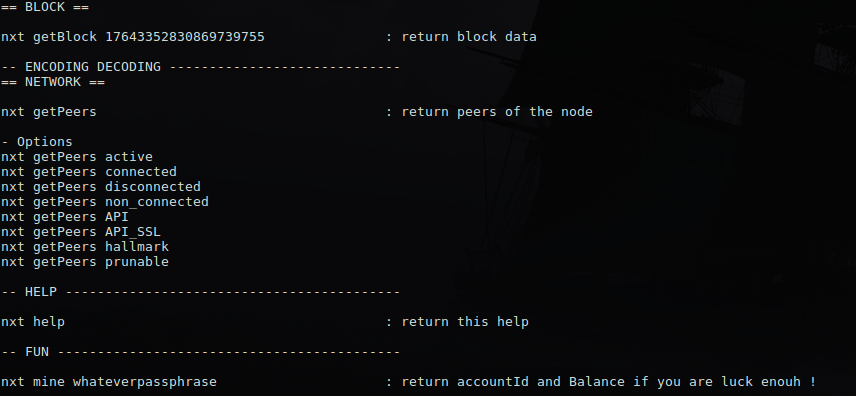 == BLOCK ==
nxt getBlock 17643352830869739755 : return block data
-- ENCODING DECODING -----------------------------
== NETWORK ==
nxt getPeers : return peers of the node
- Options
nxt getPeers active
nxt getPeers connected
nxt getPeers disconnected
nxt getPeers non_connected
nxt getPeers API
nxt getPeers API_SSL
nxt getPeers hallmark
nxt getPeers prunable
-- HELP ------------------------------------------
nxt help : return this help
-- FUN -------------------------------------------
nxt mine whateverpassphrase : return accountId and Balance if you are luck enouh !